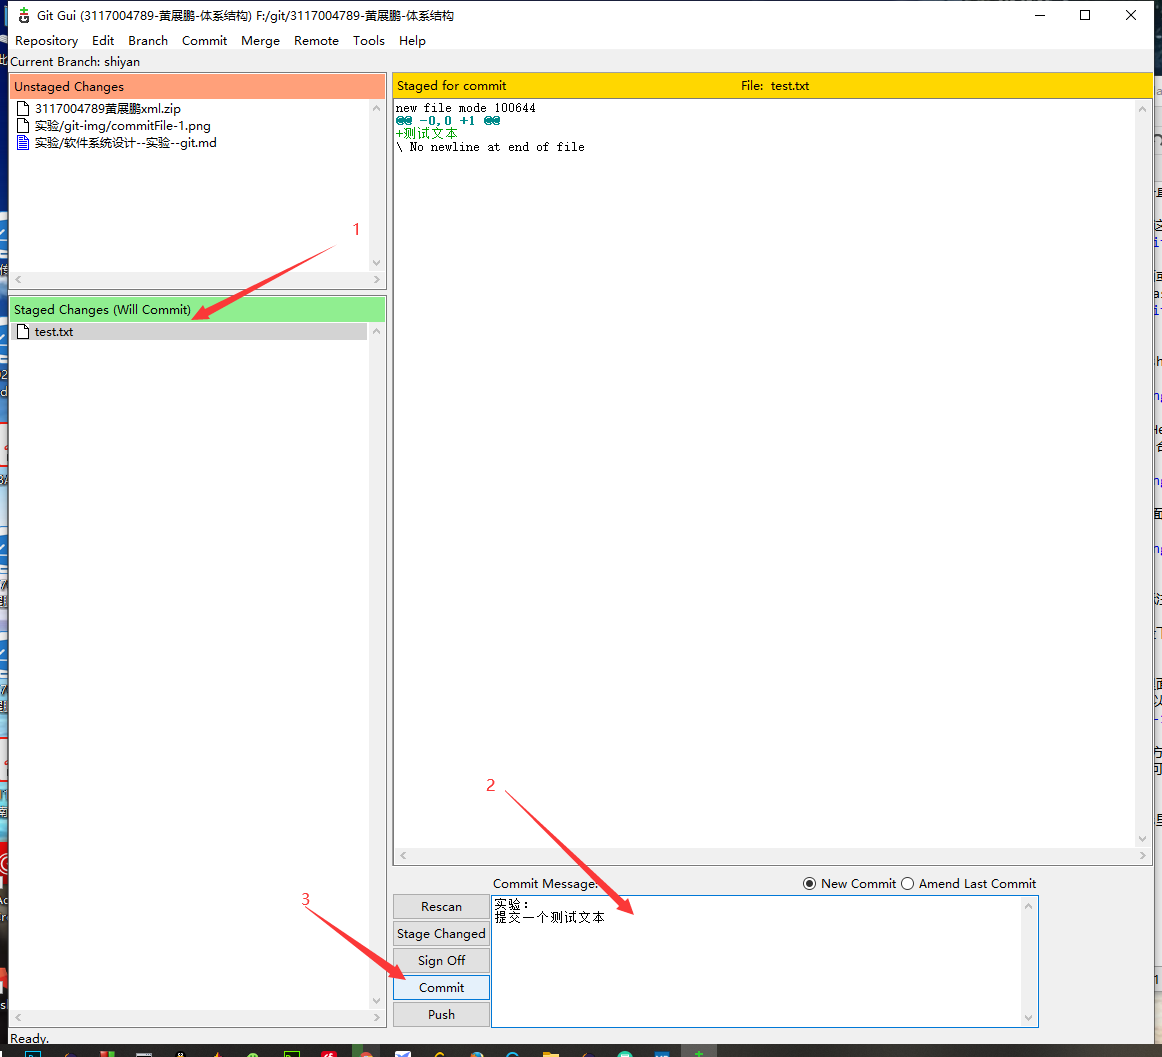 Git Gui (3117004789-黄展鹏-体系结构) F:/git/3117004789-黄展鹏-体系结构
Repository Edit Branch Commit Merge Remote Tools Help
Current Branch: shiyan
Unstaged Changes
3117004789黄展鹏xml.zip
实验/git-img/commitFile-1.png
实验/软件系统设计--实验--git.md
1
Staged Changes (Will Commit)
test.txt
Staged for commit File: test.txt
new file mode 100644
@@ -0,0 +1 @@
+测试文本
\ No newline at end of file
2
Commit Message: New Commit Amend Last Commit
3
Rescan
Stage Changed
Sign Off
Commit
Push
实验：
提交一个测试文本
Ready.